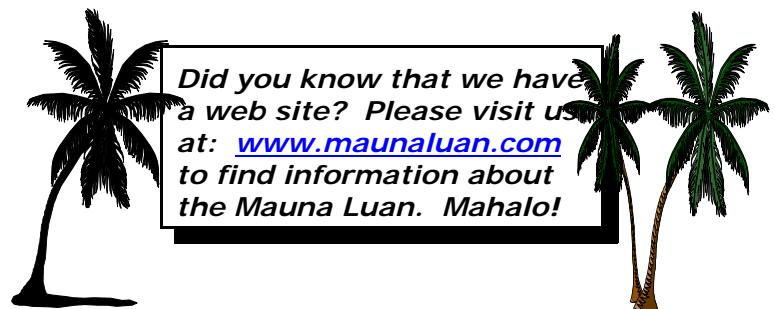 Did you know that we have
a web site?  Please visit us
at:  www.maunaluan.com
to find information about
the Mauna Luan.  Mahalo!